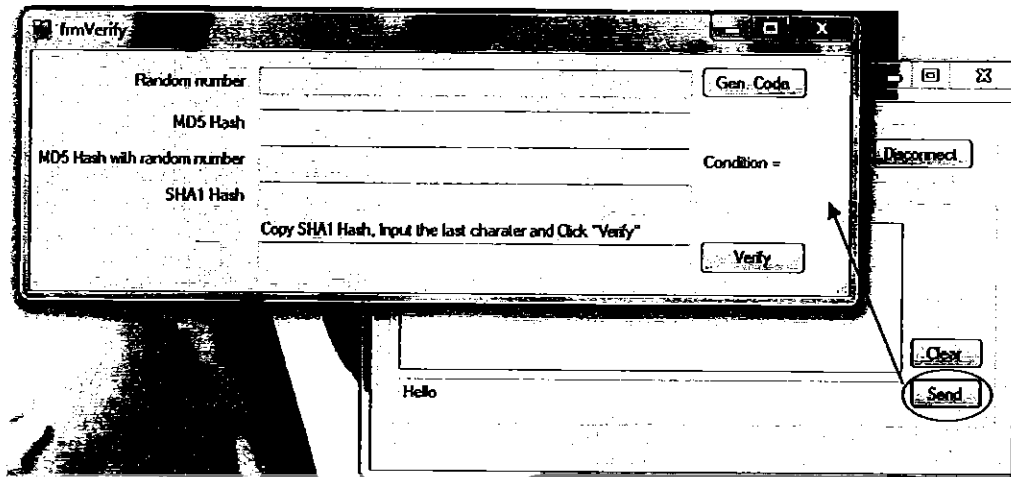 frmVerify
Random number
Gen. Code
MD5 Hash
MD5 Hash with random number
Condition =
SHA1 Hash
Copy SHA1 Hash, Input the last charater and Click "Verify"
Verify
Disconnect
Clear
Hello
Send